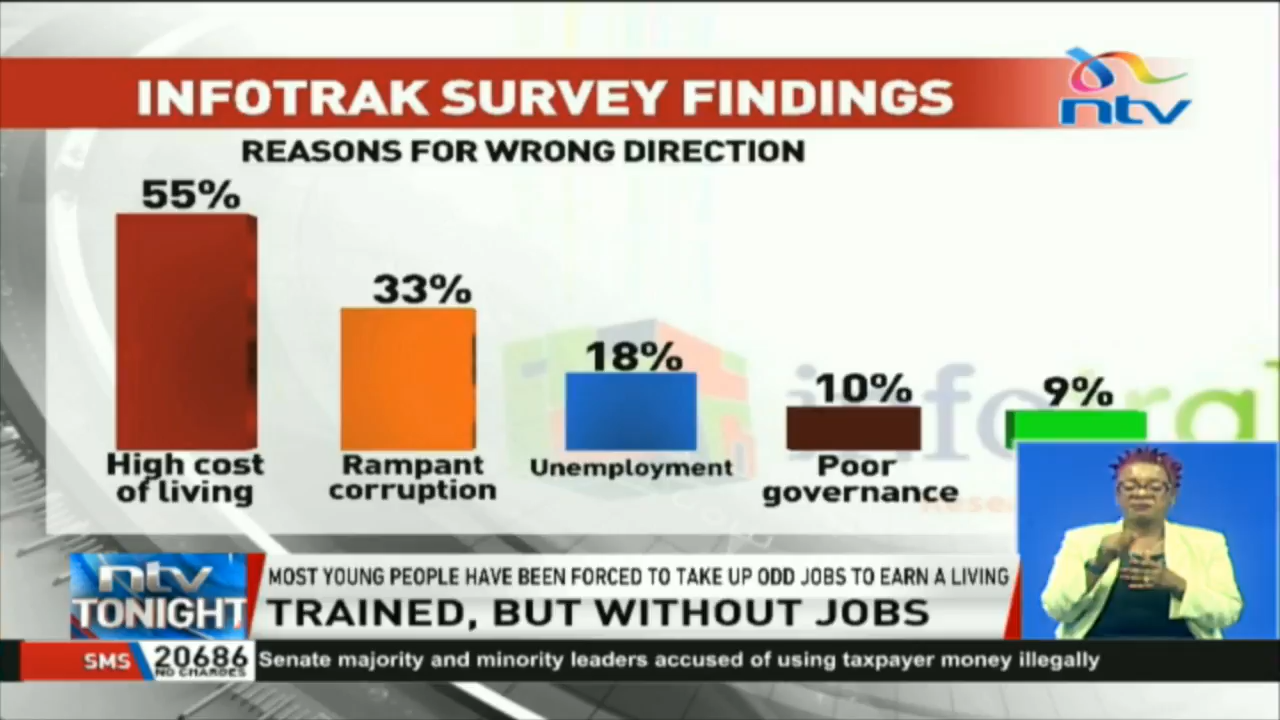 INFOTRAK SURVEY FINDINGS
ntv
REASONS FOR WRONG DIRECTION
55%
33%
18%
10%
9%
High cost
of living
Rampant
corruption
Unemployment
Poor
governance
ntv
TONIGHT
MOST YOUNG PEOPLE HAVE BEEN FORCED TO TAKE UP ODD JOBS TO EARN A LIVING
TRAINED, BUT WITHOUT JOBS
SMS
20686
NO CHARGES
Senate majority and minority leaders accused of using taxpayer money illegally